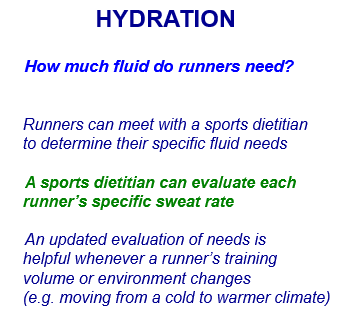 HYDRATION
How much fluid do runners need?
Runners can meet with a sports dietitian
to determine their specific fluid needs
A sports dietitian can evaluate each
runner's specific sweat rate
An updated evaluation of needs is
helpful whenever a runner's training
volume or environment changes
(e.g. moving from a cold to warmer climate)